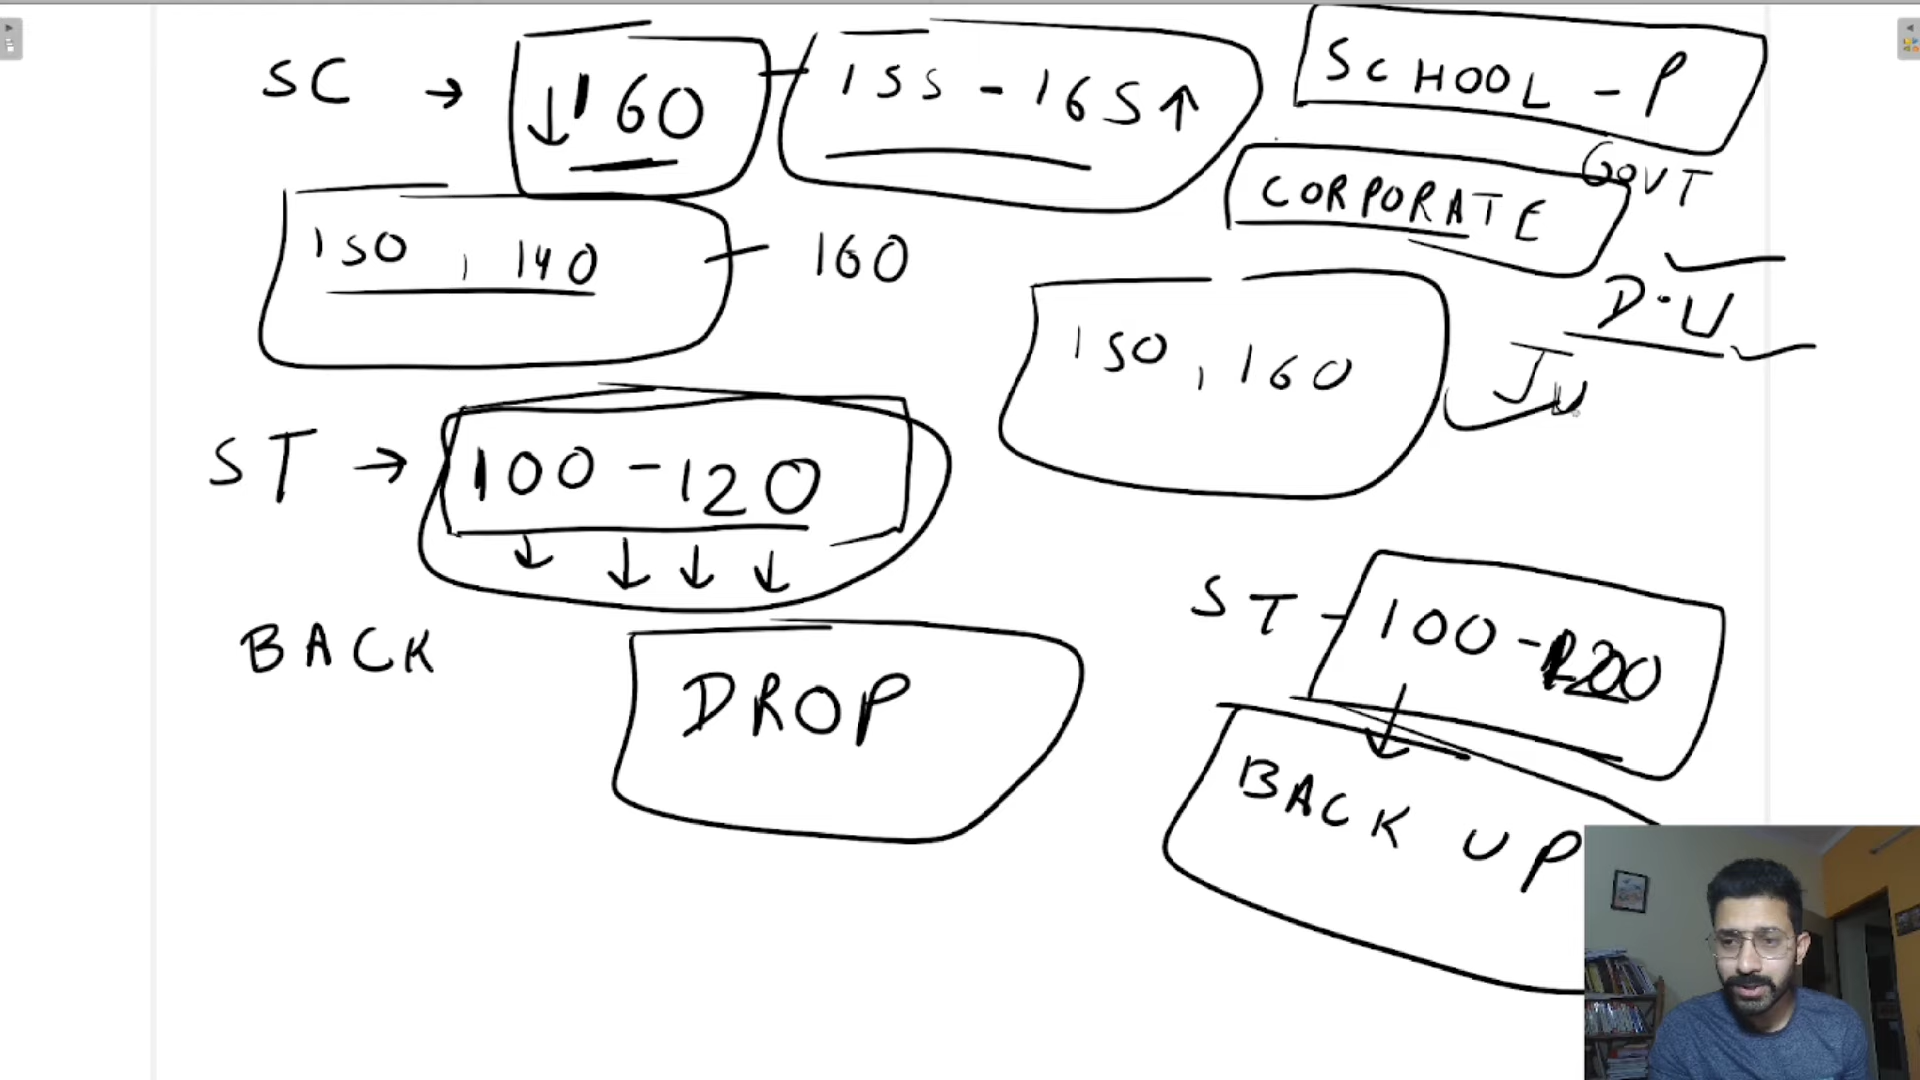 SC → ↓160 - 155 - 165↑
SCHOOL - P
GOVT
CORPORATE
150, 140 - 160
D.U
150, 160
JU
ST → 100 - 120
↓ ↓ ↓ ↓
ST - 100 -
BACK
DROP
BACK UP